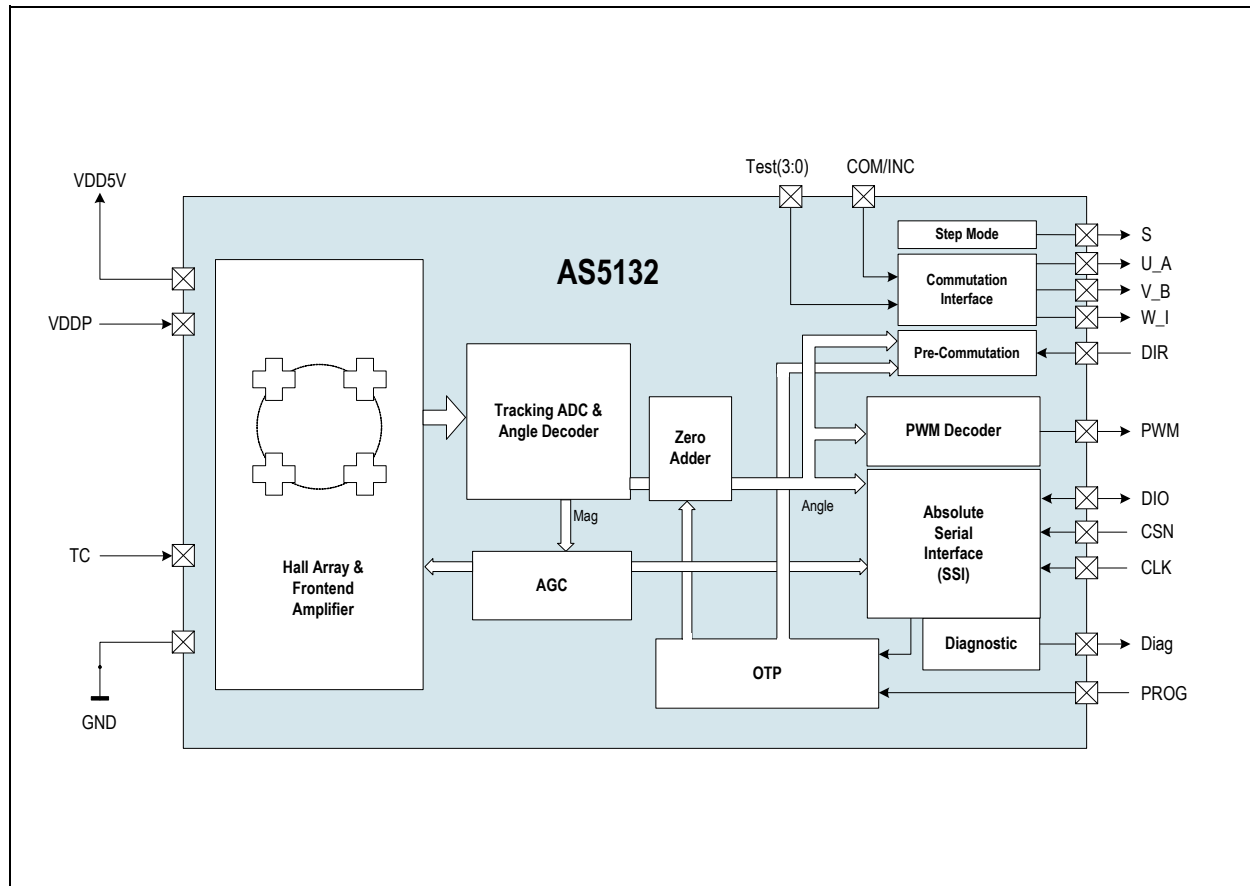 Test(3:0)
COM/INC
VDD5V
VDDP
TC
GND
AS5132
Hall Array &
Frontend
Amplifier
Tracking ADC &
Angle Decoder
Mag
AGC
Zero
Adder
Angle
OTP
Step Mode
Commutation
Interface
Pre-Commutation
PWM Decoder
Absolute
Serial
Interface
(SSI)
Diagnostic
S
U_A
V_B
W_I
DIR
PWM
DIO
CSN
CLK
Diag
PROG